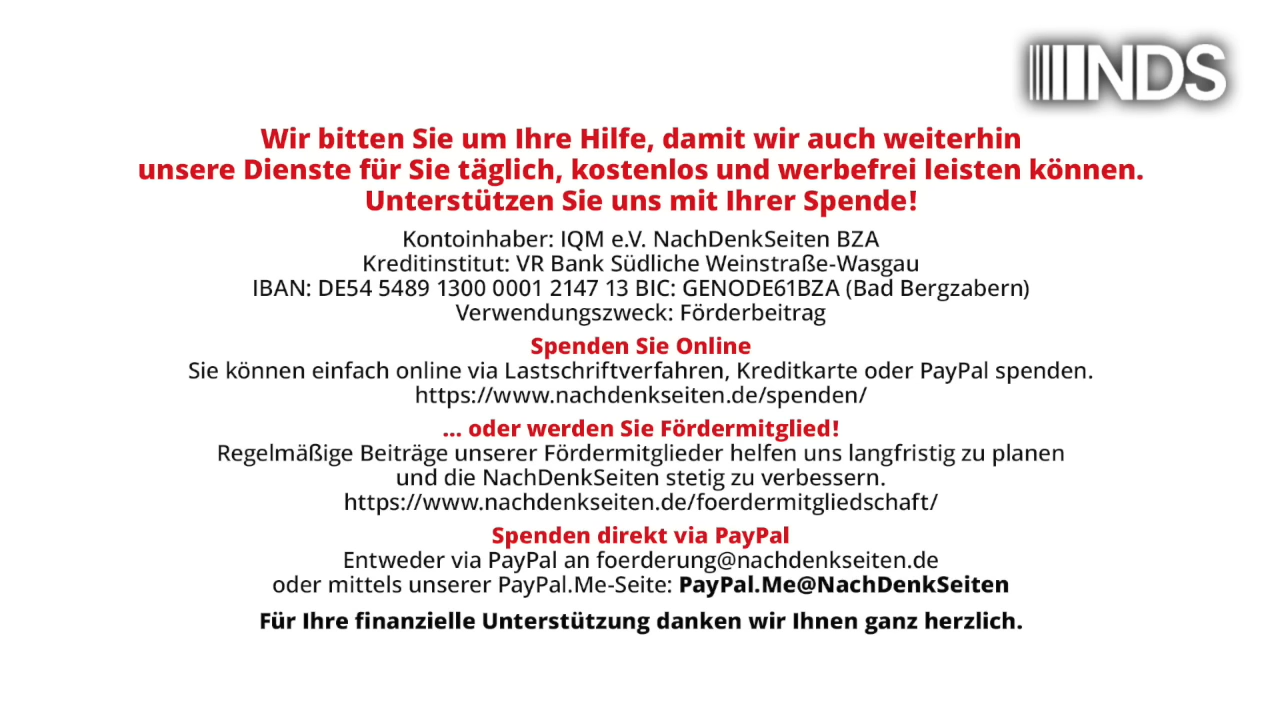 NDS
Wir bitten Sie um Ihre Hilfe, damit wir auch weiterhin
unsere Dienste für Sie täglich, kostenlos und werbefrei leisten können.
Unterstützen Sie uns mit Ihrer Spende!
Kontoinhaber: IQM e.V. NachDenkSeiten BZA
Kreditinstitut: VR Bank Südliche Weinstraße-Wasgau
IBAN: DE54 5489 1300 0001 2147 13 BIC: GENODE61BZA (Bad Bergzabern)
Verwendungszweck: Förderbeitrag
Spenden Sie Online
Sie können einfach online via Lastschriftverfahren, Kreditkarte oder PayPal spenden.
https://www.nachdenkseiten.de/spenden/
... oder werden Sie Fördermitglied!
Regelmäßige Beiträge unserer Fördermitglieder helfen uns langfristig zu planen
und die NachDenkSeiten stetig zu verbessern.
https://www.nachdenkseiten.de/foerdermitgliedschaft/
Spenden direkt via PayPal
Entweder via PayPal an foerderung@nachdenkseiten.de
oder mittels unserer PayPal.Me-Seite: PayPal.Me@NachDenkSeiten
Für Ihre finanzielle Unterstützung danken wir Ihnen ganz herzlich.